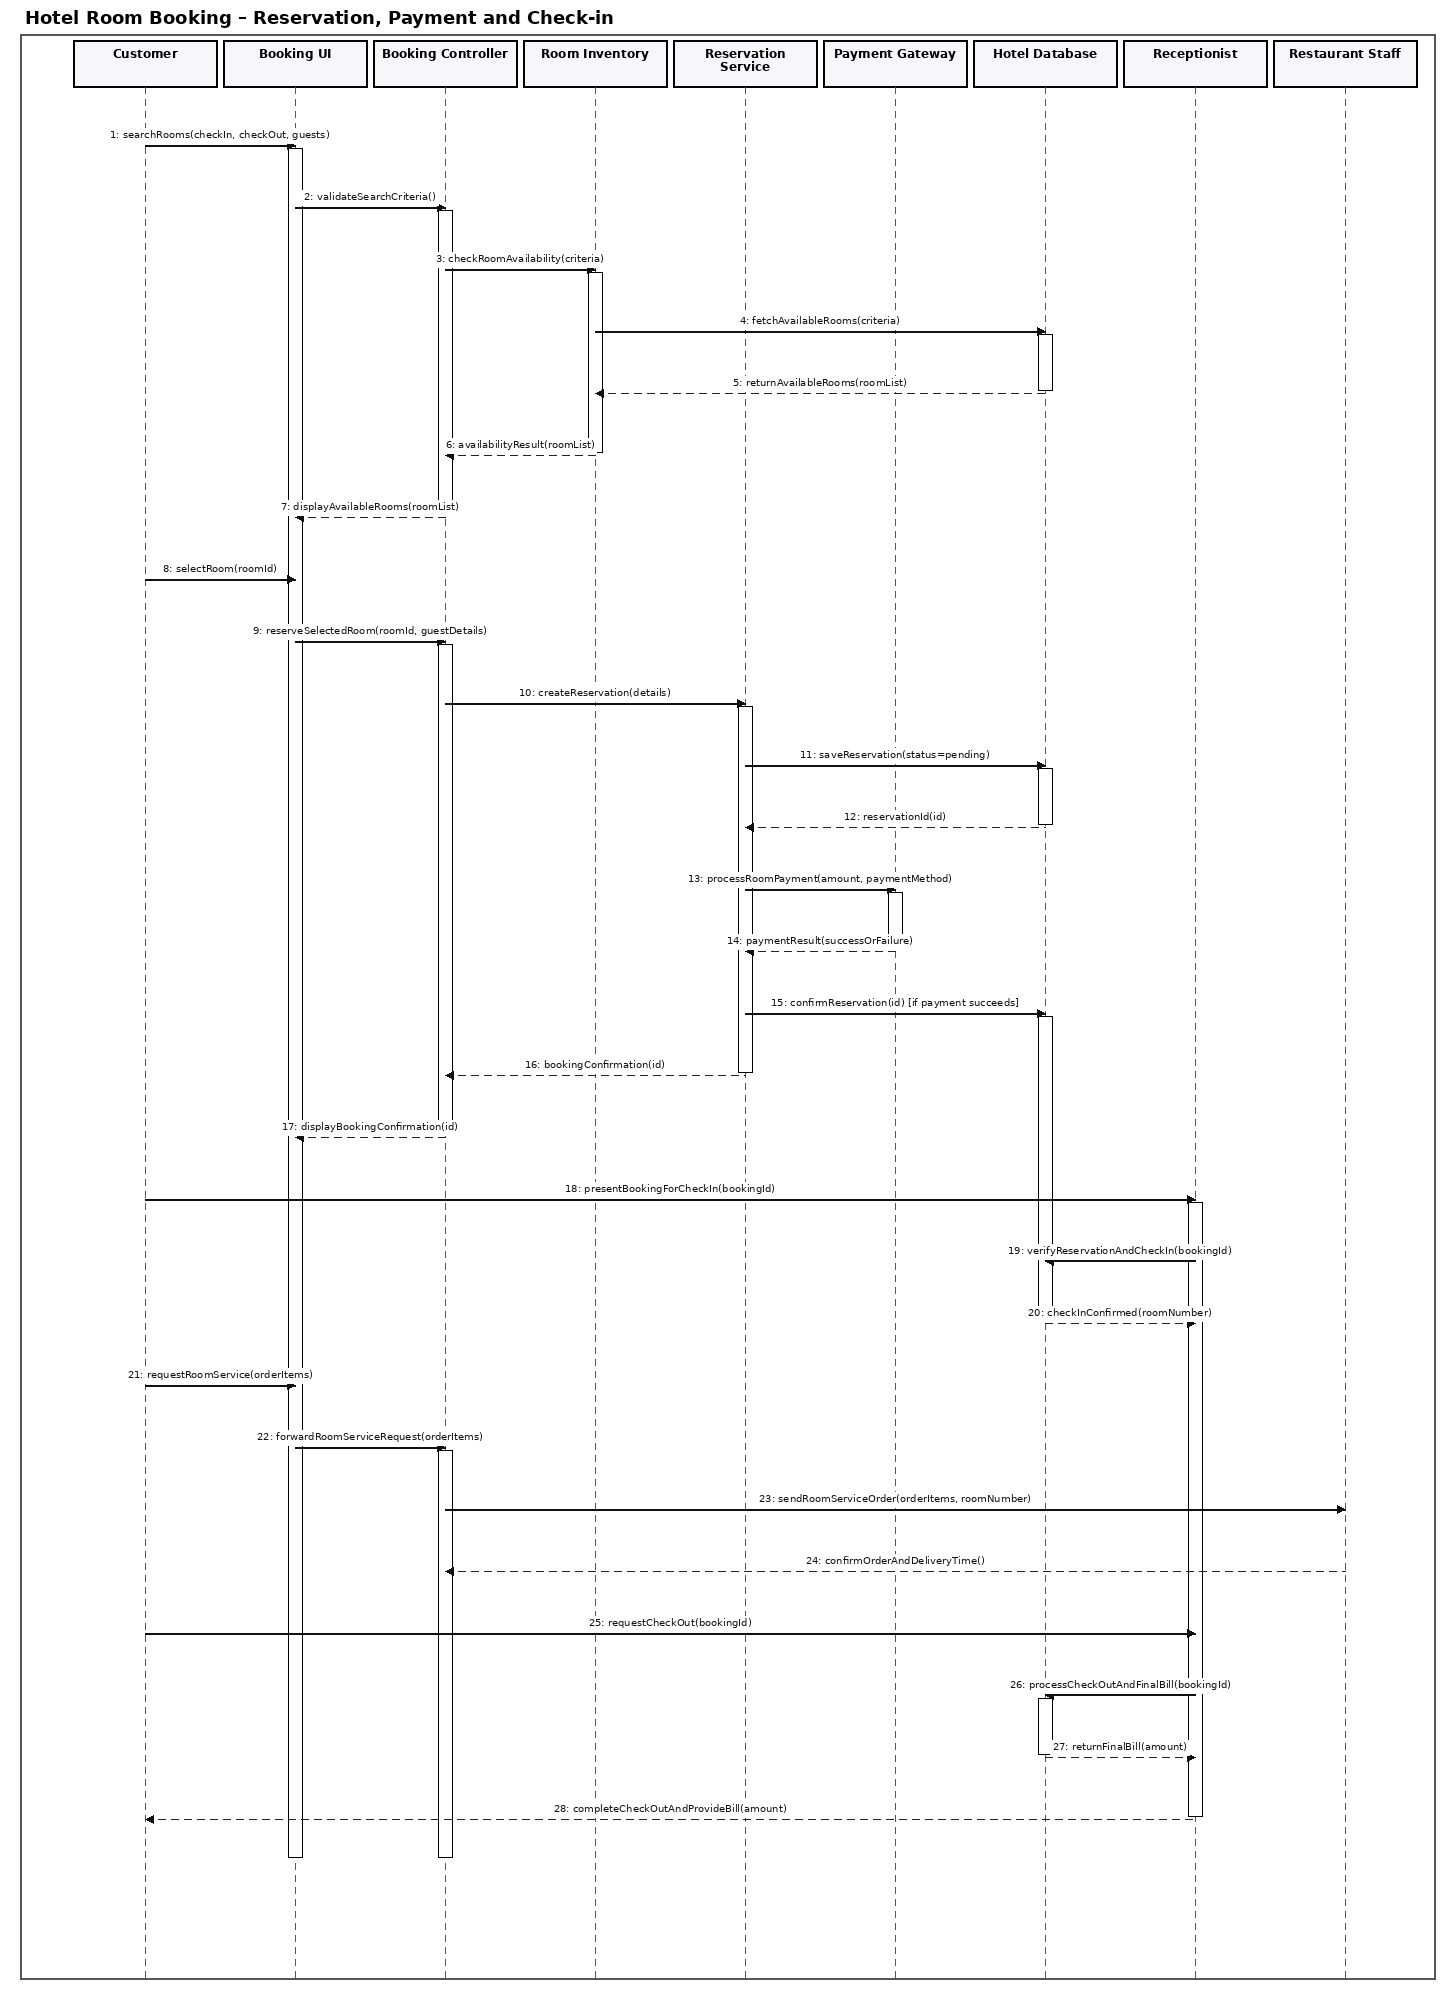 Hotel Room Booking – Reservation, Payment and Check-in
Customer
Booking UI
Booking Controller
Room Inventory
Reservation
Service
Payment Gateway
Hotel Database
Receptionist
Restaurant Staff
1: searchRooms(checkIn, checkOut, guests)
2: validateSearchCriteria()
3: checkRoomAvailability(criteria)
4: fetchAvailableRooms(criteria)
5: returnAvailableRooms(roomList)
6: availabilityResult(roomList)
7: displayAvailableRooms(roomList)
8: selectRoom(roomId)
9: reserveSelectedRoom(roomId, guestDetails)
10: createReservation(details)
11: saveReservation(status=pending)
12: reservationId(id)
13: processRoomPayment(amount, paymentMethod)
14: paymentResult(successOrFailure)
15: confirmReservation(id) [if payment succeeds]
16: bookingConfirmation(id)
17: displayBookingConfirmation(id)
18: presentBookingForCheckIn(bookingId)
19: verifyReservationAndCheckIn(bookingId)
20: checkInConfirmed(roomNumber)
21: requestRoomService(orderItems)
22: forwardRoomServiceRequest(orderItems)
23: sendRoomServiceOrder(orderItems, roomNumber)
24: confirmOrderAndDeliveryTime()
25: requestCheckOut(bookingId)
26: processCheckOutAndFinalBill(bookingId)
27: returnFinalBill(amount)
28: completeCheckOutAndProvideBill(amount)